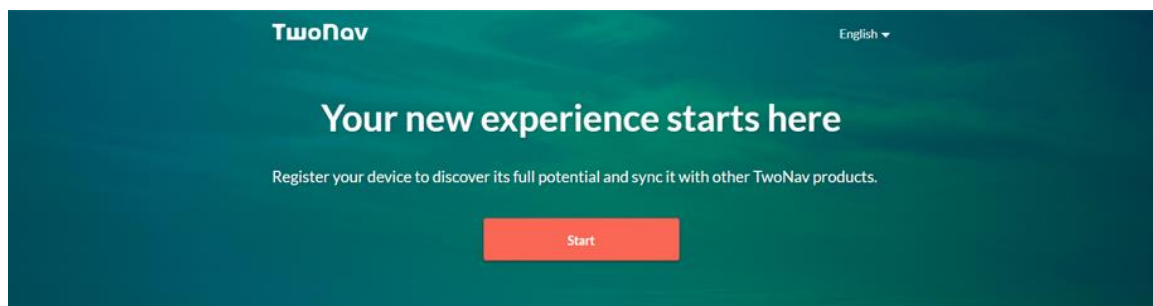 TwoNav
English
Your new experience starts here
Register your device to discover its full potential and sync it with other TwoNav products.
Start